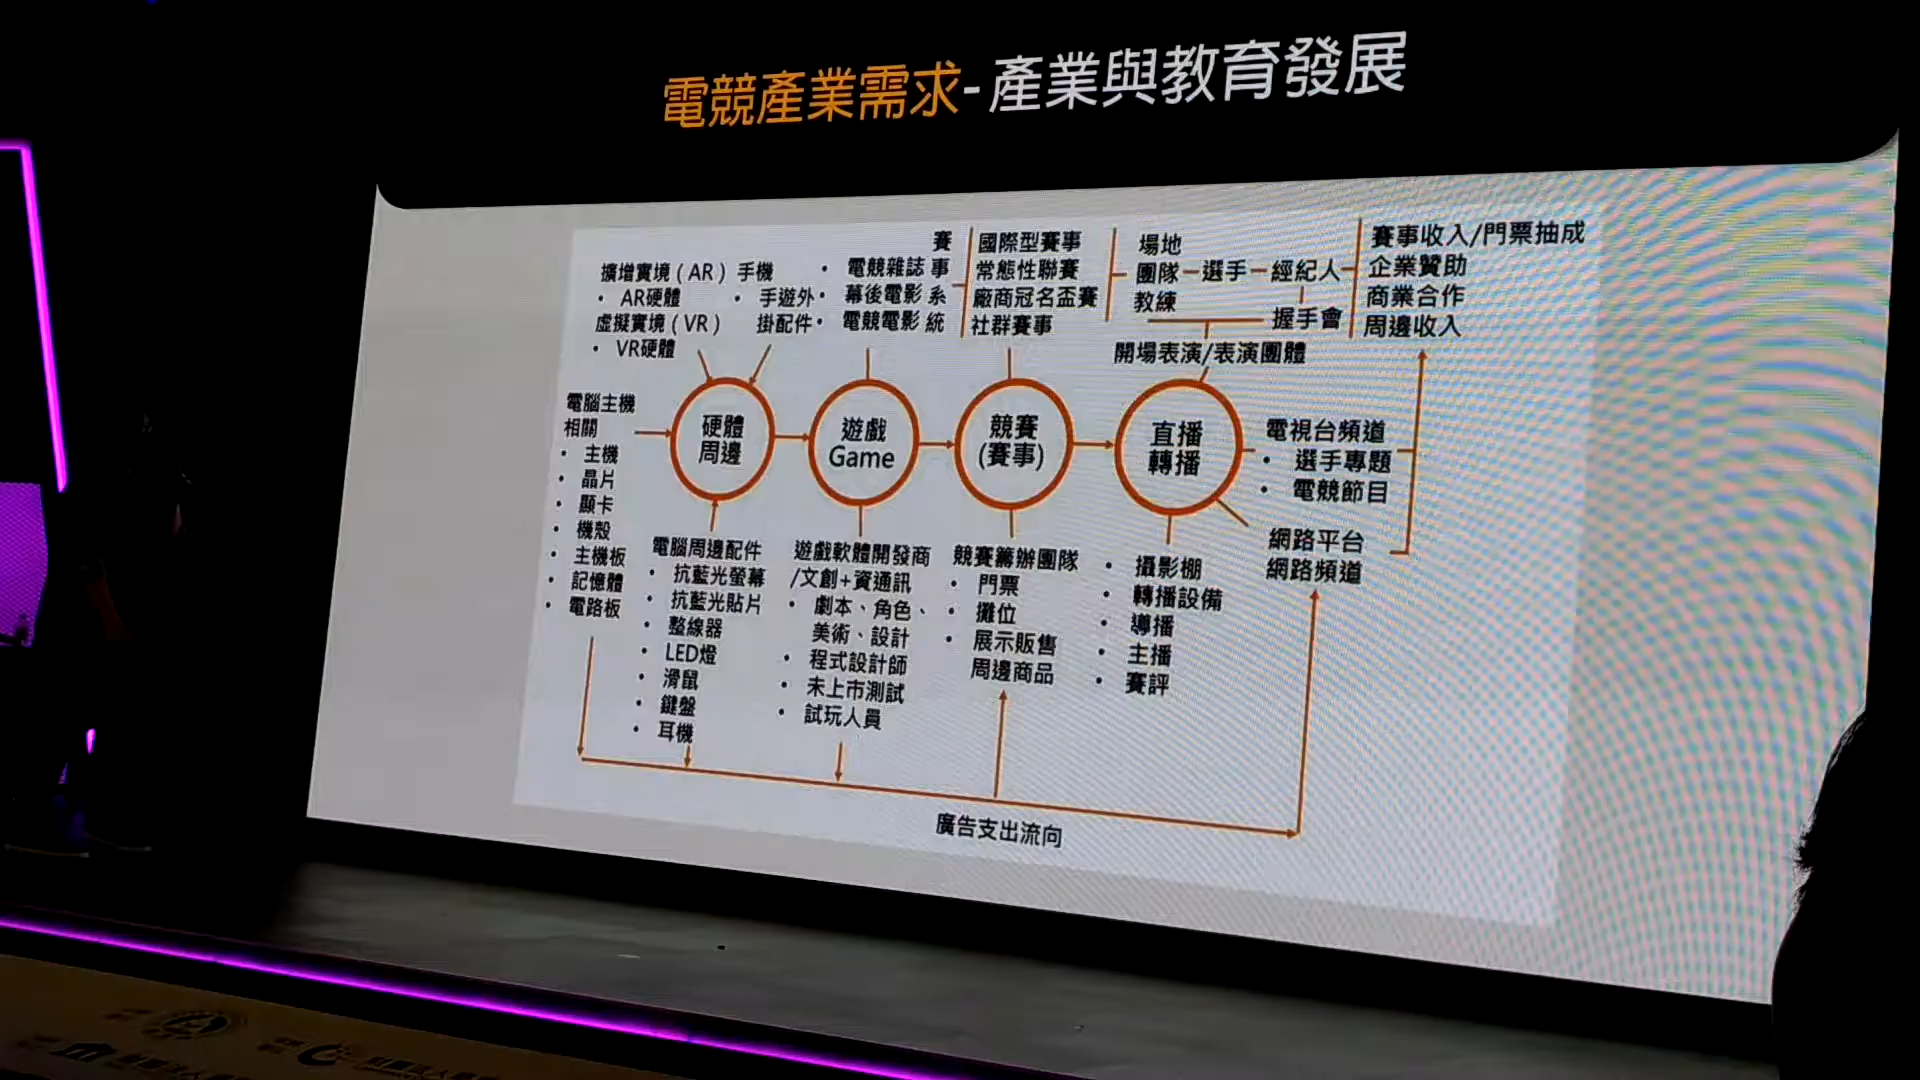 電競產業需求-產業與教育發展
擴增實境(AR)
• AR硬體
虛擬實境(VR)
• VR硬體
手機
• 手遊外
掛配件
• 電競雜誌
• 幕後電影
• 電競電影
賽
事
系
統
國際型賽事
常態性聯賽
廠商冠名盃賽
社群賽事
場地
團隊
教練
選手
經紀人
握手會
開場表演/表演團體
賽事收入/門票抽成
企業贊助
商業合作
周邊收入
電腦主機
相關
• 主機
• 晶片
• 顯卡
• 機殼
• 主機板
• 記憶體
• 電路板
硬體
周邊
遊戲
Game
競賽
(賽事)
直播
轉播
電視台頻道
• 選手專題
• 電競節目
網路平台
網路頻道
電腦周邊配件
• 抗藍光螢幕
• 抗藍光貼片
• 整線器
• LED燈
• 滑鼠
• 鍵盤
• 耳機
遊戲軟體開發商
/文創+資通訊
• 劇本、角色、
美術、設計
• 程式設計師
• 未上市測試
• 試玩人員
競賽籌辦團隊
• 門票
• 攤位
• 展示販售
周邊商品
• 攝影棚
• 轉播設備
• 導播
• 主播
• 賽評
廣告支出流向